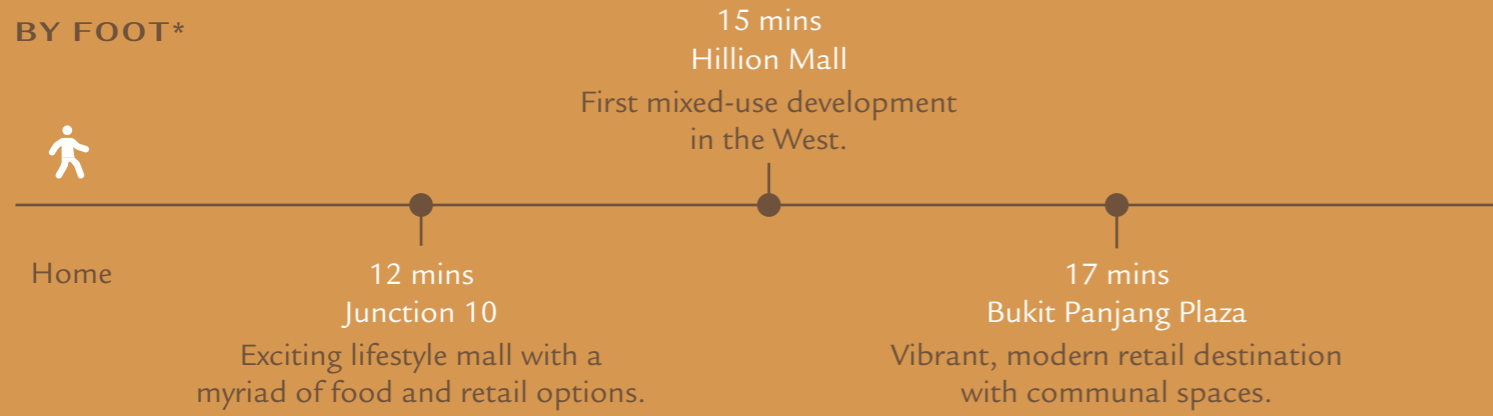 BY FOOT*
15 mins
Hillion Mall
First mixed-use development
in the West.
Home
12 mins
Junction 10
Exciting lifestyle mall with a
myriad of food and retail options.
17 mins
Bukit Panjang Plaza
Vibrant, modern retail destination
with communal spaces.